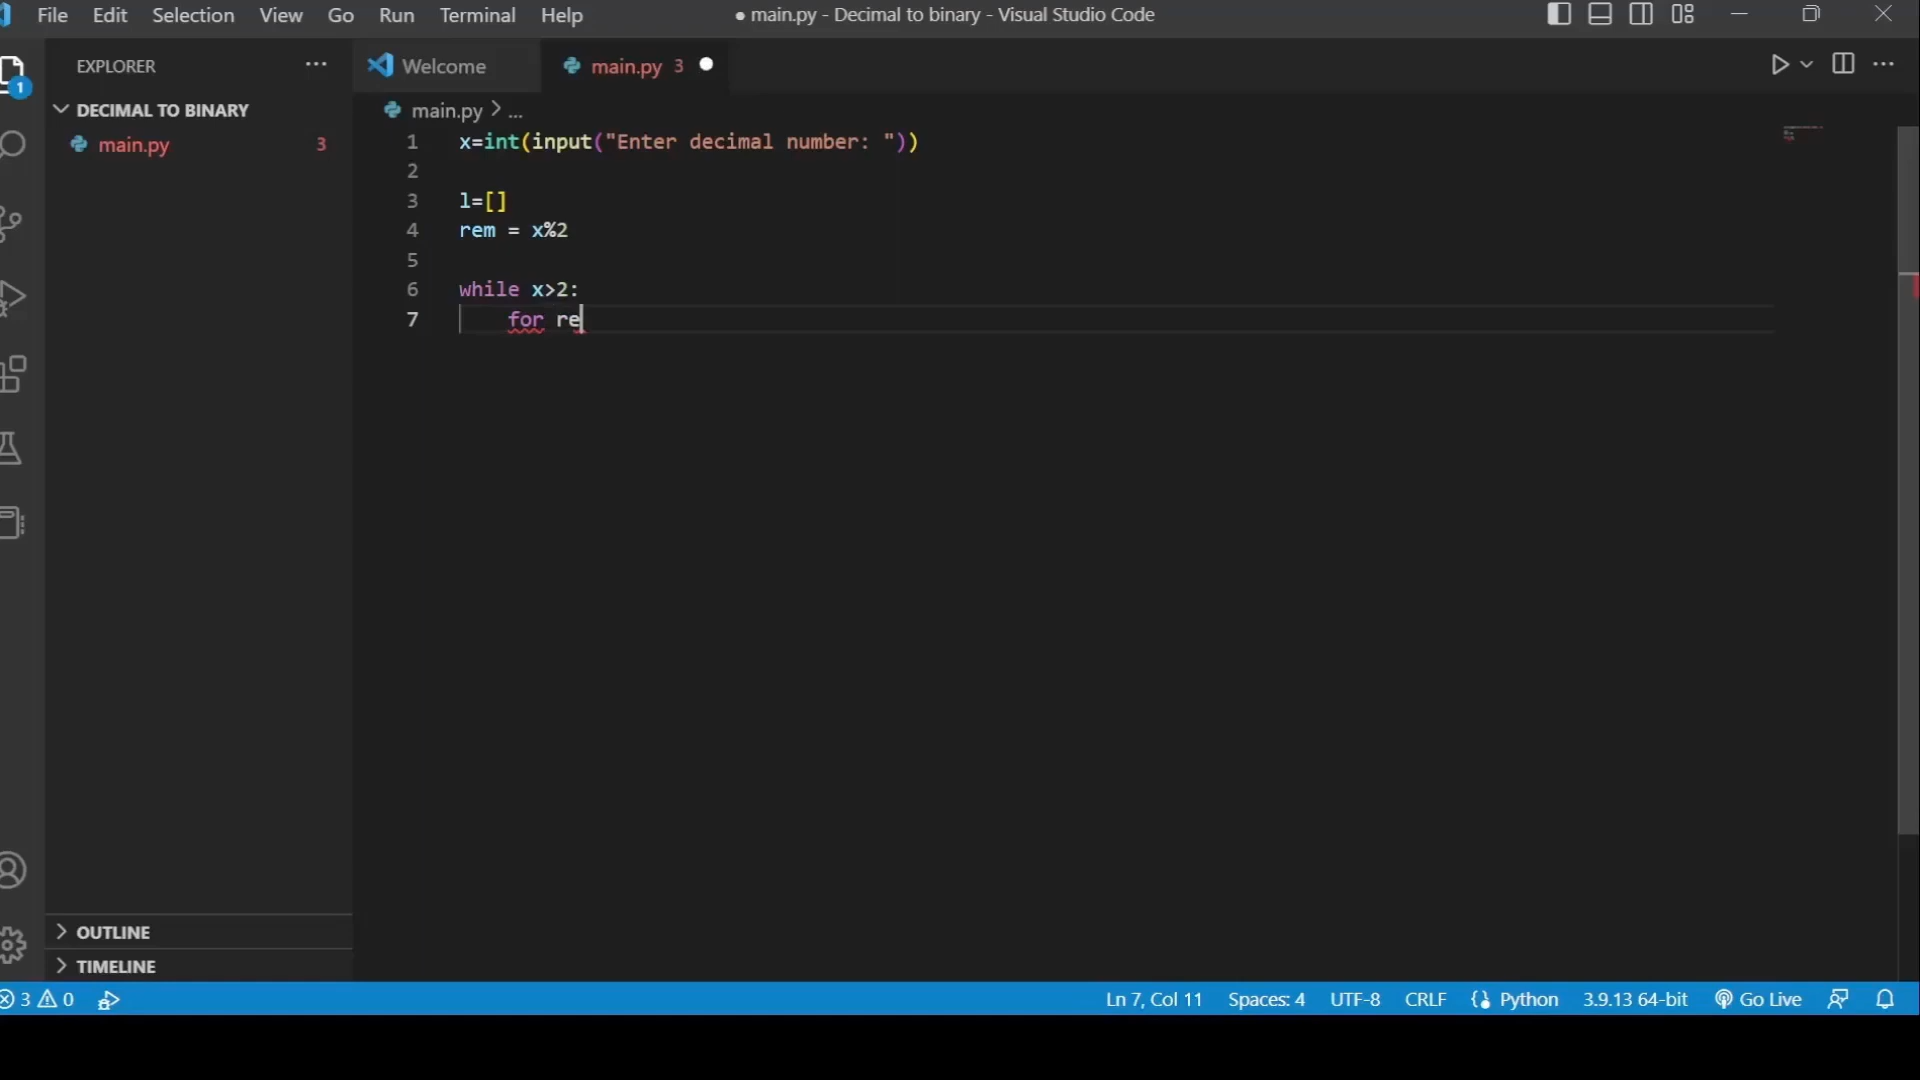 File Edit Selection View Go Run Terminal Help
● main.py - Decimal to binary - Visual Studio Code
1
EXPLORER ...
DECIMAL TO BINARY
main.py 3
OUTLINE
TIMELINE
Welcome
main.py 3
main.py > ...
1 x=int(input("Enter decimal number: "))
2
3 l=[]
4 rem = x%2
5
6 while x>2:
7 for re
3 0
Ln 7, Col 11 Spaces: 4 UTF-8 CRLF Python 3.9.13 64-bit Go Live